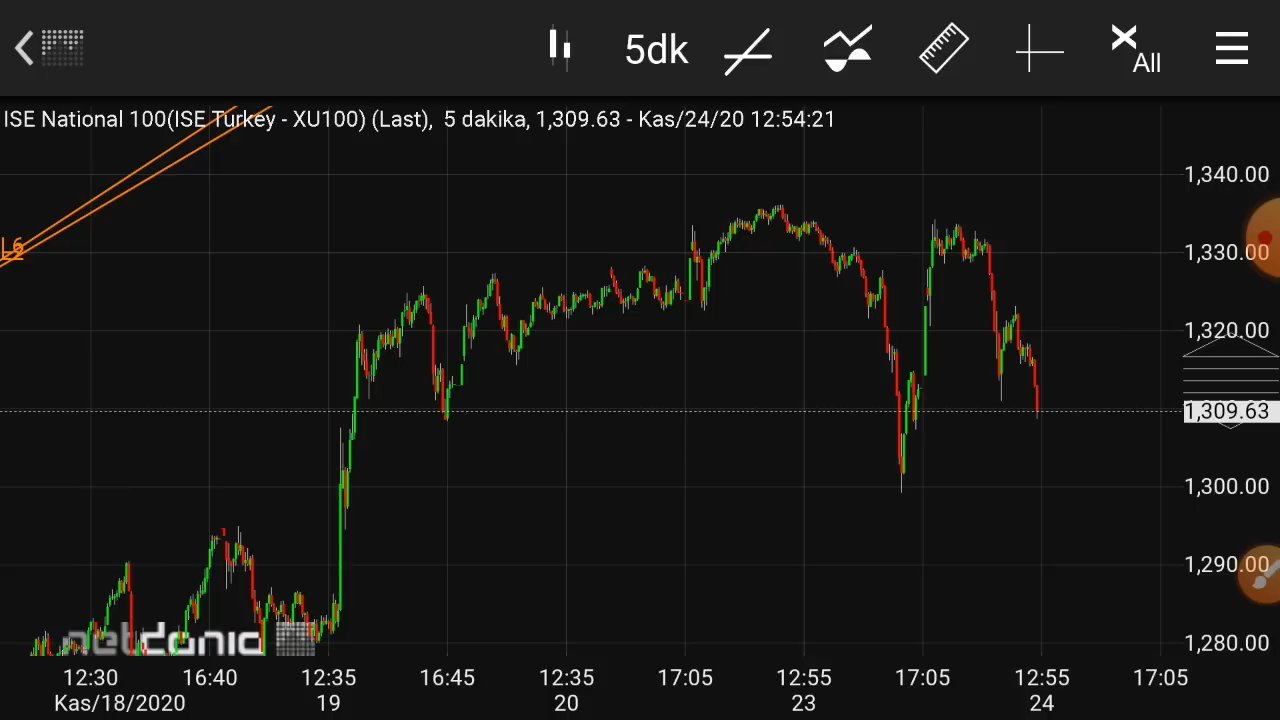 5dk
All
ISE National 100(ISE Turkey - XU100) (Last), 5 dakika, 1,309.63 - Kas/24/20 12:54:21
1,340.00
L6
1,330.00
1,320.00
1,309.63
1,300.00
1,290.00
netdania
1,280.00
12:30 16:40 12:35 16:45 12:35 17:05 12:55 17:05 12:55 17:05
Kas/18/2020 19 20 23 24